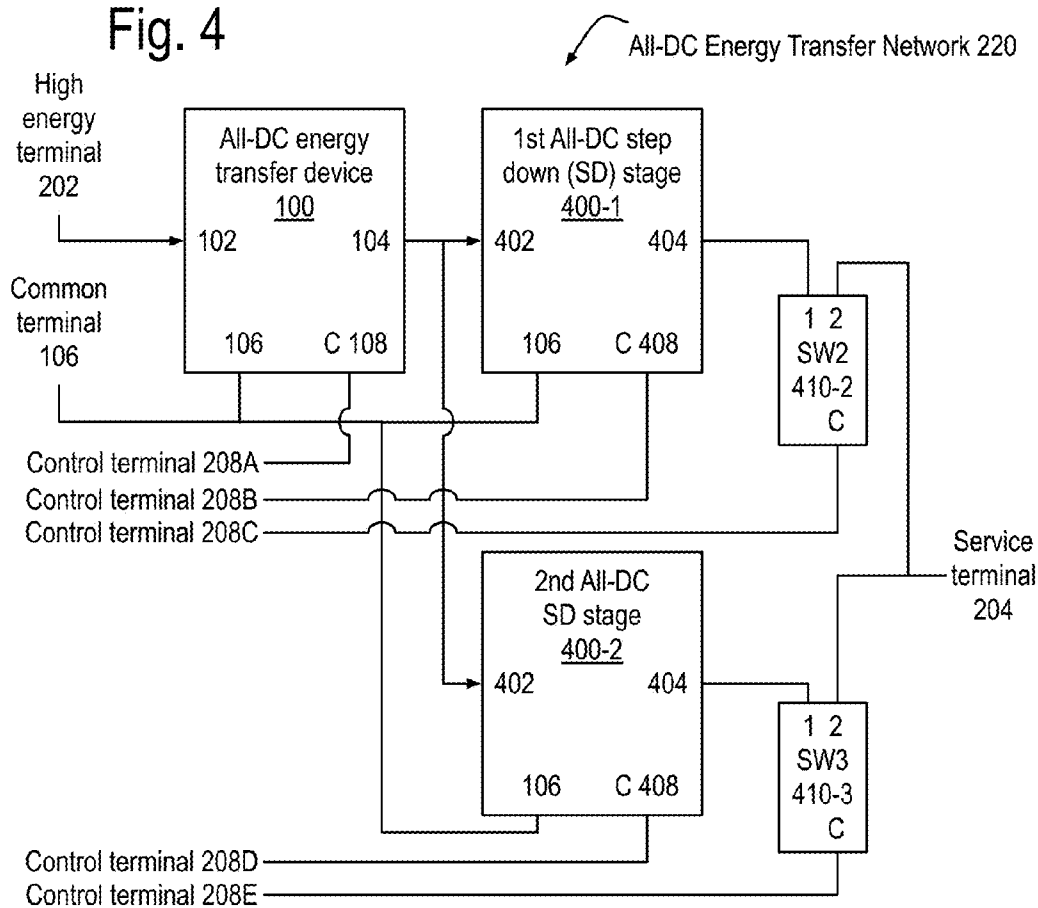 Fig. 4
All-DC Energy Transfer Network 220
High
energy
terminal
202
All-DC energy
transfer device
100
102
104
106
C 108
1st All-DC step
down (SD) stage
400-1
402
404
106
C 408
Common
terminal
106
1 2
SW2
410-2
C
Control terminal 208A
Control terminal 208B
Control terminal 208C
Service
terminal
204
2nd All-DC
SD stage
400-2
402
404
106
C 408
1 2
SW3
410-3
C
Control terminal 208D
Control terminal 208E